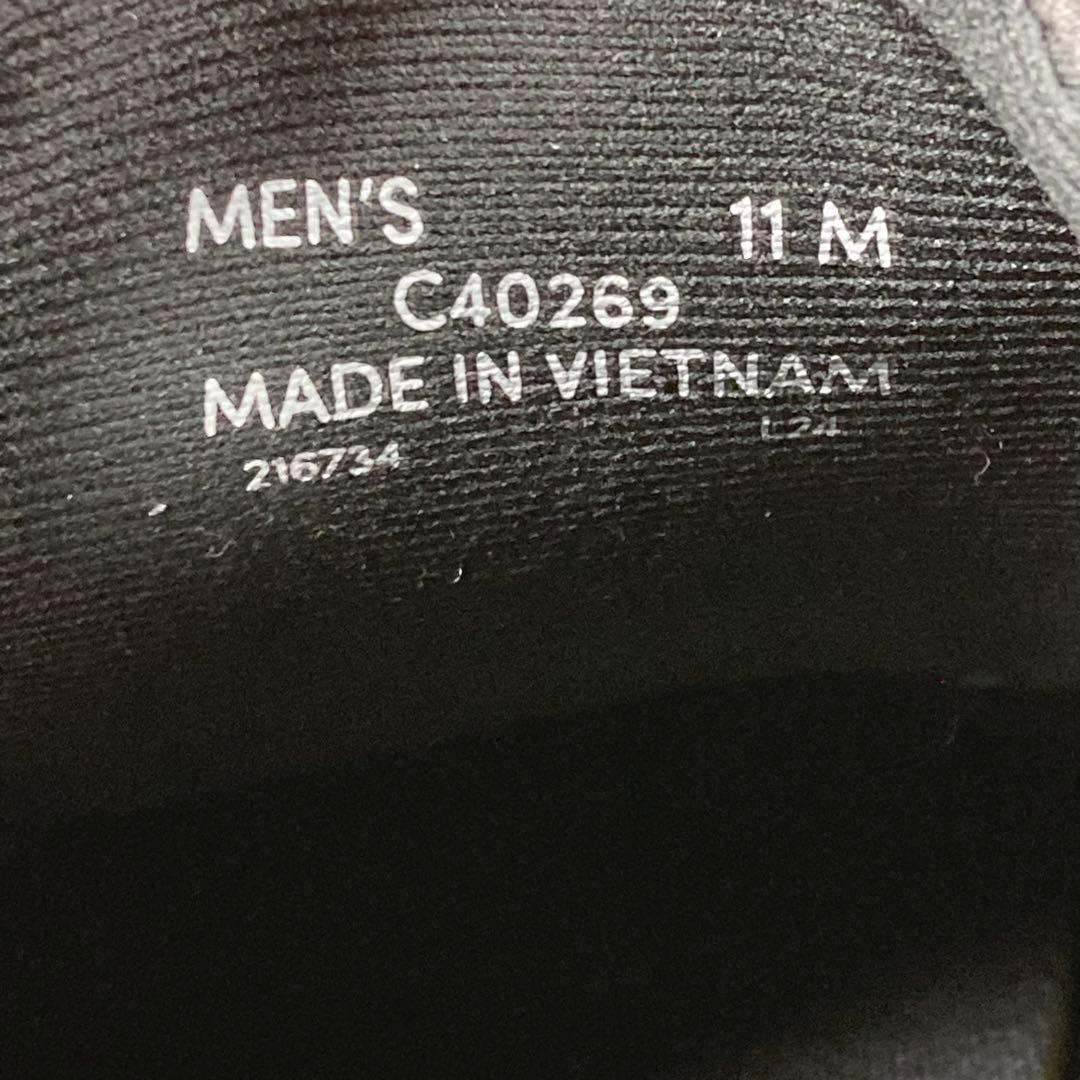 MEN'S 11 M
C40269
MADE IN VIETNAM
216734 L24